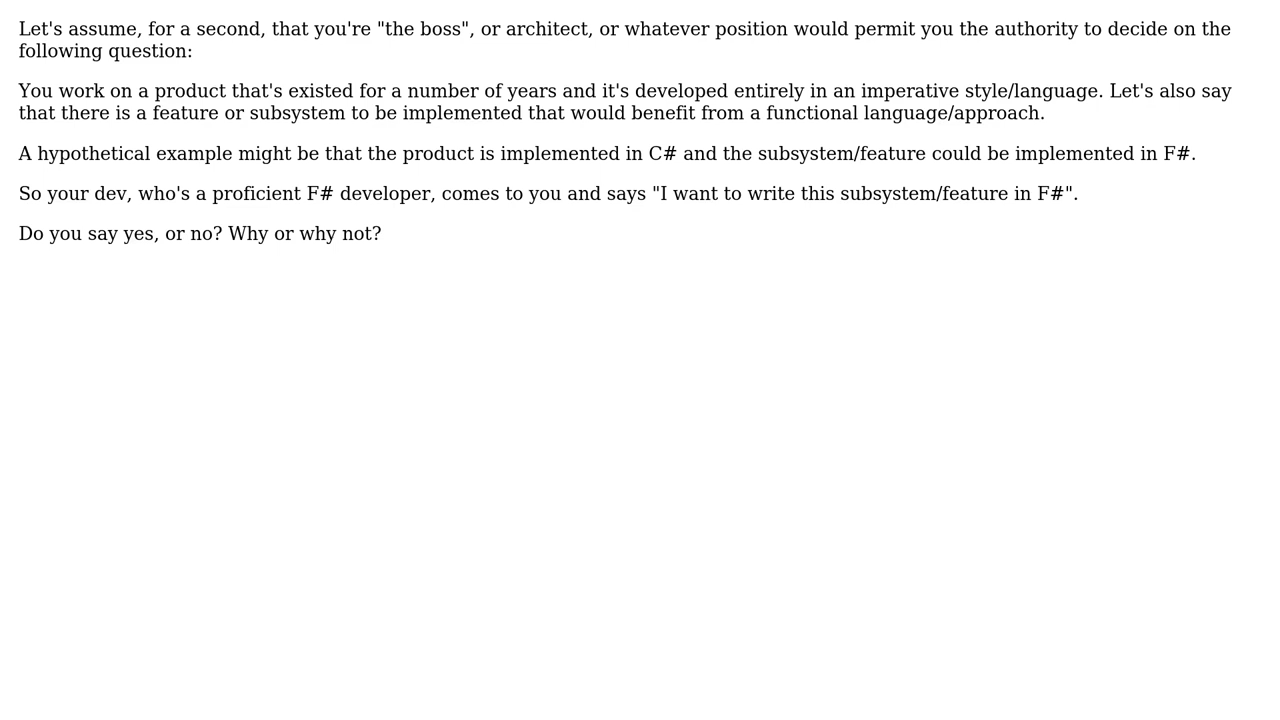 Let's assume, for a second, that you're "the boss", or architect, or whatever position would permit you the authority to decide on the
following question:
You work on a product that's existed for a number of years and it's developed entirely in an imperative style/language. Let's also say
that there is a feature or subsystem to be implemented that would benefit from a functional language/approach.
A hypothetical example might be that the product is implemented in C# and the subsystem/feature could be implemented in F#.
So your dev, who's a proficient F# developer, comes to you and says "I want to write this subsystem/feature in F#".
Do you say yes, or no? Why or why not?